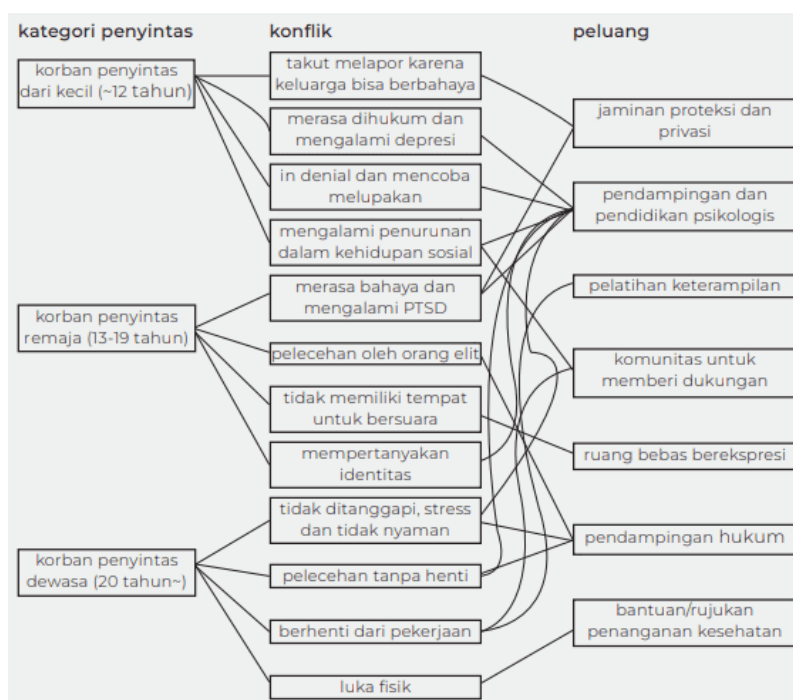 kategori penyintas
korban penyintas
dari kecil (~12 tahun)
korban penyintas
remaja (13-19 tahun)
korban penyintas
dewasa (20 tahun~)
konflik
takut melapor karena
keluarga bisa berbahaya
merasa dihukum dan
mengalami depresi
in denial dan mencoba
melupakan
mengalami penurunan
dalam kehidupan sosial
merasa bahaya dan
mengalami PTSD
pelecehan oleh orang elit
tidak memiliki tempat
untuk bersuara
mempertanyakan
identitas
tidak ditanggapi, stress
dan tidak nyaman
pelecehan tanpa henti
berhenti dari pekerjaan
luka fisik
peluang
jaminan proteksi dan
privasi
pendampingan dan
pendidikan psikologis
pelatihan keterampilan
komunitas untuk
memberi dukungan
ruang bebas berekspresi
pendampingan hukum
bantuan/rujukan
penanganan kesehatan